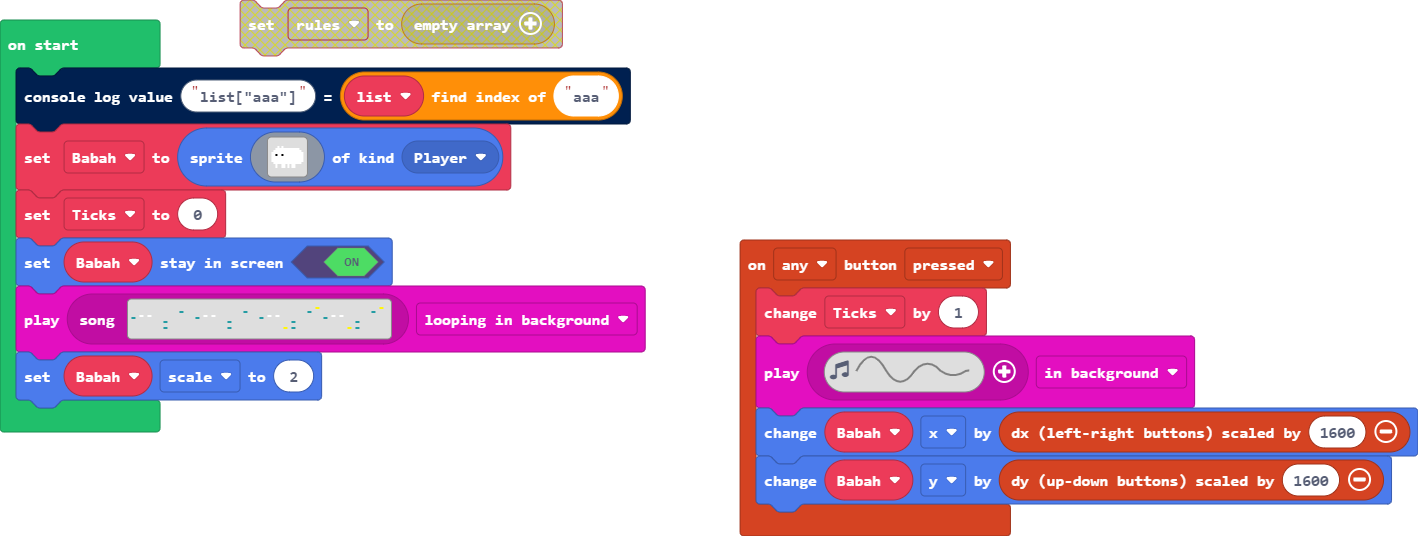 set rules to empty array
on start
console log value "list["aaa"]" = list find index of "aaa"
set Babah to sprite of kind Player
set Ticks to 0
set Babah stay in screen ON
play song looping in background
set Babah scale to 2
on any button pressed
change Ticks by 1
play in background
change Babah x by dx (left-right buttons) scaled by 1600
change Babah y by dy (up-down buttons) scaled by 1600